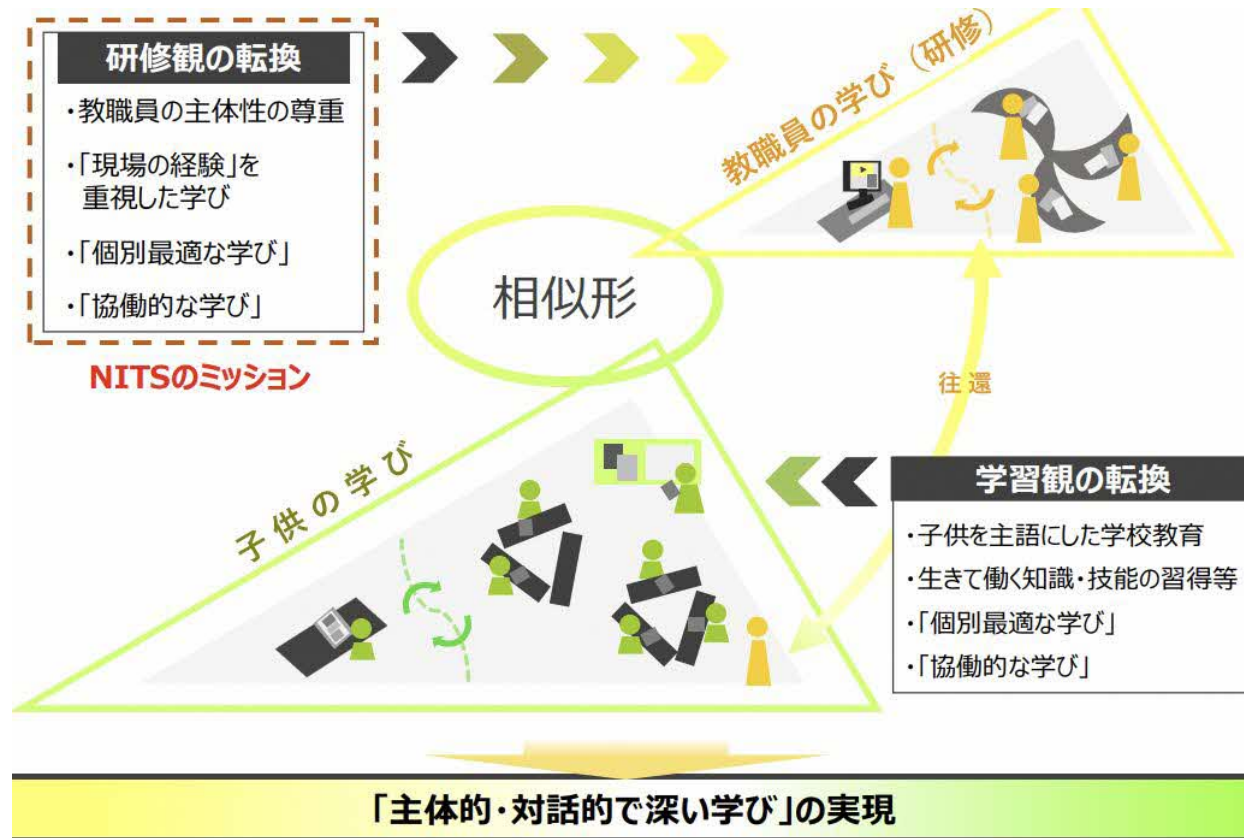 研修観の転換
・教職員の主体性の尊重
・「現場の経験」を
重視した学び
・「個別最適な学び」
・「協働的な学び」
NITSのミッション
教職員の学び（研修）
相似形
往還
子供の学び
学習観の転換
・子供を主語にした学校教育
・生きて働く知識・技能の習得等
・「個別最適な学び」
・「協働的な学び」
「主体的・対話的で深い学び」の実現